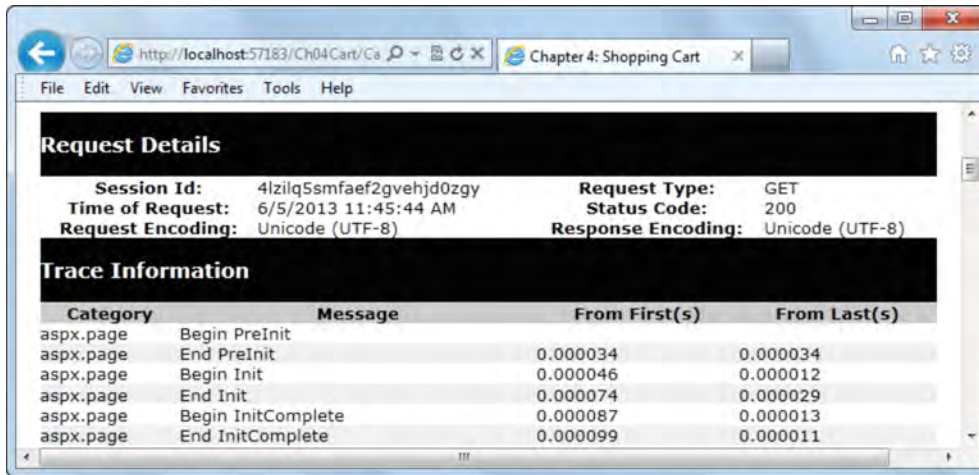 http://localhost:57183/Ch04Cart/Ca
Chapter 4: Shopping Cart
File Edit View Favorites Tools Help
Request Details
Session Id: 4lzilq5smfaef2gvehjd0zgy Request Type: GET
Time of Request: 6/5/2013 11:45:44 AM Status Code: 200
Request Encoding: Unicode (UTF-8) Response Encoding: Unicode (UTF-8)
Trace Information
Category Message From First(s) From Last(s)
aspx.page Begin PreInit
aspx.page End PreInit 0.000034 0.000034
aspx.page Begin Init 0.000046 0.000012
aspx.page End Init 0.000074 0.000029
aspx.page Begin InitComplete 0.000087 0.000013
aspx.page End InitComplete 0.000099 0.000011